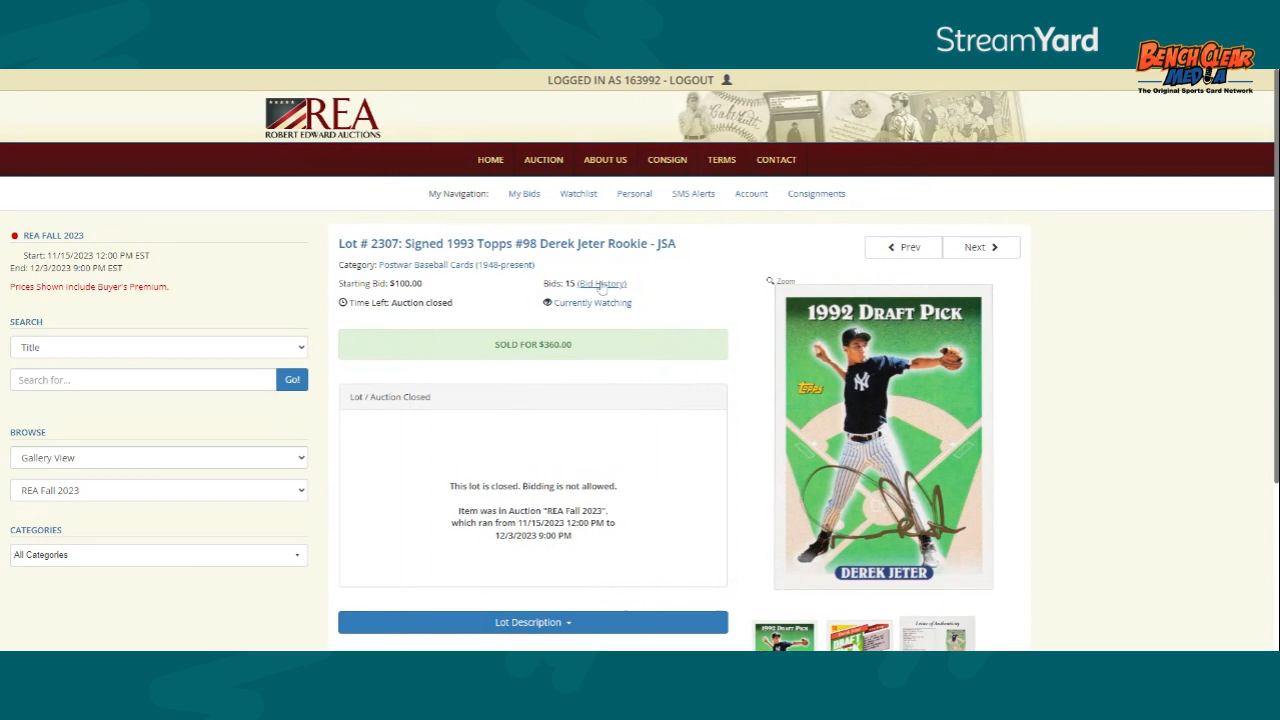 StreamYard
BENCHCLEAR
MEDIA
The Original Sports Card Network
LOGGED IN AS 163992 - LOGOUT
REA
ROBERT EDWARD AUCTIONS
HOME AUCTION ABOUT US CONSIGN TERMS CONTACT
My Navigation: My Bids Watchlist Personal SMS Alerts Account Consignments
REA FALL 2023
Start: 11/15/2023 12:00 PM EST
End: 12/3/2023 9:00 PM EST
Prices Shown Include Buyer's Premium.
SEARCH
Title
Search for...
Go!
BROWSE
Gallery View
REA Fall 2023
CATEGORIES
All Categories
Lot # 2307: Signed 1993 Topps #98 Derek Jeter Rookie - JSA
Prev Next
Category: Postwar Baseball Cards (1948-present)
Starting Bid: $100.00 Bids: 15 (Bid History)
Time Left: Auction closed Currently Watching
SOLD FOR $360.00
Lot / Auction Closed
This lot is closed. Bidding is not allowed.
Item was in Auction "REA Fall 2023",
which ran from 11/15/2023 12:00 PM to
12/3/2023 9:00 PM
Lot Description
Zoom
1992 DRAFT PICK
Topps
DEREK JETER
1992 DRAFT PICK
Letter of Authenticity